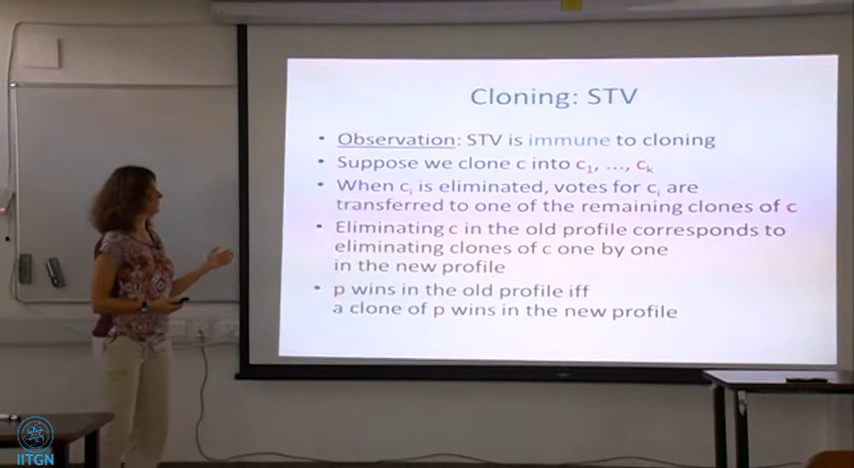 Cloning: STV
• Observation: STV is immune to cloning
• Suppose we clone c into c₁, ..., cₖ
• When cᵢ is eliminated, votes for cᵢ are
transferred to one of the remaining clones of c
• Eliminating c in the old profile corresponds to
eliminating clones of c one by one
in the new profile
• p wins in the old profile iff
a clone of p wins in the new profile
IITGN